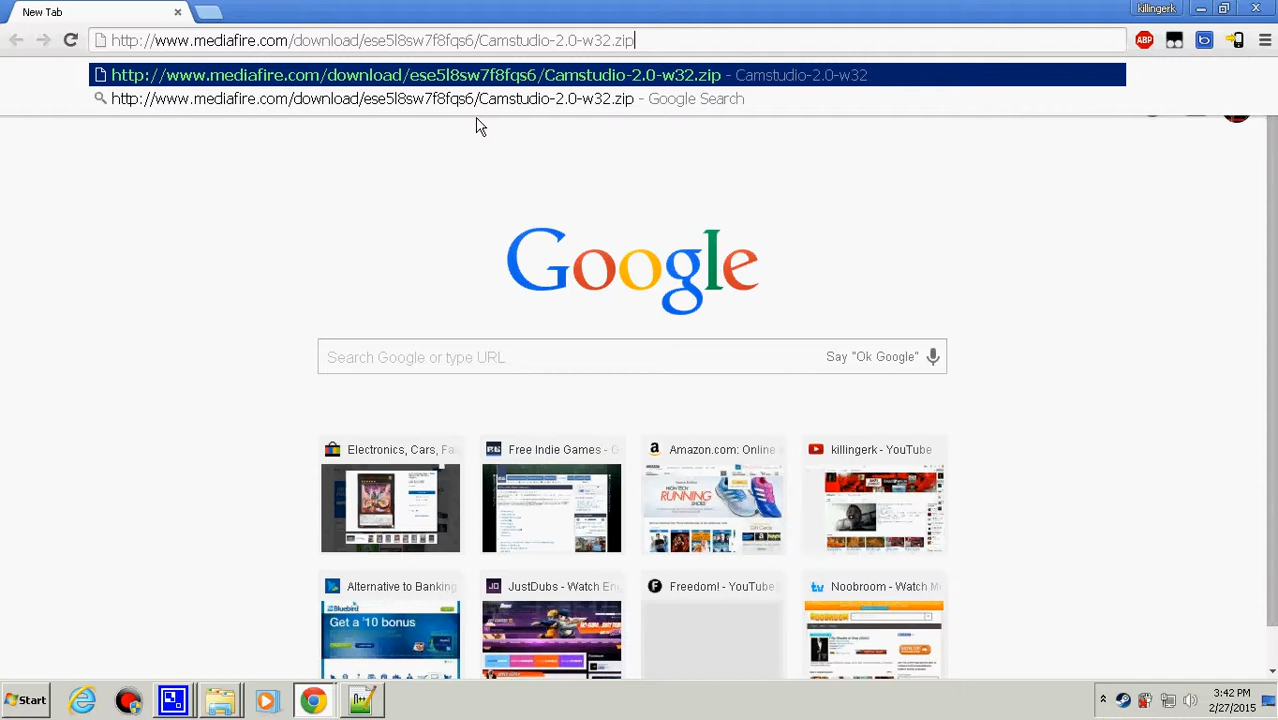 New Tab
killingerk
http://www.mediafire.com/download/ese5l8sw7f8fqs6/Camstudio-2.0-w32.zip
ABP
http://www.mediafire.com/download/ese5l8sw7f8fqs6/Camstudio-2.0-w32.zip - Camstudio-2.0-w32
http://www.mediafire.com/download/ese5l8sw7f8fqs6/Camstudio-2.0-w32.zip - Google Search
Google
Search Google or type URL
Say "Ok Google"
Electronics, Cars, Fa
Free Indie Games - G
Amazon.com: Online
killingerk - YouTube
RUNNING
Alternative to Banking
JustDubs - Watch En
Freedom! - YouTube
Noobroom - Watch M
Bluebird
Get a $10 bonus
Start
3:42 PM
2/27/2015